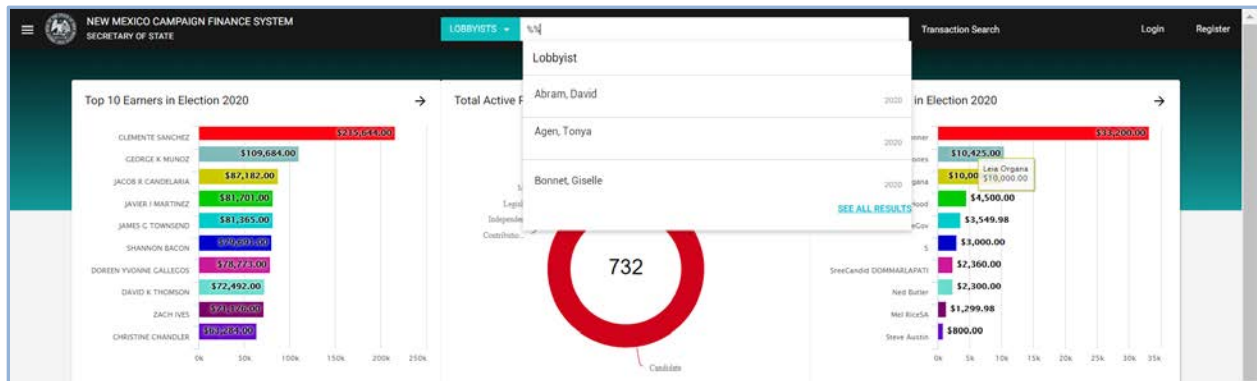 NEW MEXICO CAMPAIGN FINANCE SYSTEM
SECRETARY OF STATE
LOBBYISTS
%%
Transaction Search
Login
Register
Lobbyist
Abram, David
2020
Agen, Tonya
2020
Bonnet, Giselle
2020
SEE ALL RESULTS
Top 10 Earners in Election 2020
CLEMENTE SANCHEZ
$215,644.00
GEORGE K MUNOZ
$109,684.00
JACOB R CANDELARIA
$87,182.00
JAVIER I MARTINEZ
$81,701.00
JAMES G TOWNSEND
$81,365.00
SHANNON BACON
DOREEN YVONNE GALLEGOS
$78,773.00
DAVID K THOMSON
$72,492.00
ZACH IVES
CHRISTINE CHANDLER
$63,284.00
0k 50k 100k 150k 200k 250k
Total Active
Contributio...
732
Candidate
in Election 2020
$33,200.00
$10,425.00
Leia Organa
$10,000.00
$4,500.00
$3,549.98
S
$3,000.00
SreeCandid DOMMARLAPATI
$2,360.00
Ned Butler
$2,300.00
Mel RiceSA
$1,299.98
Steve Austin
$800.00
0k 5k 10k 15k 20k 25k 30k 35k